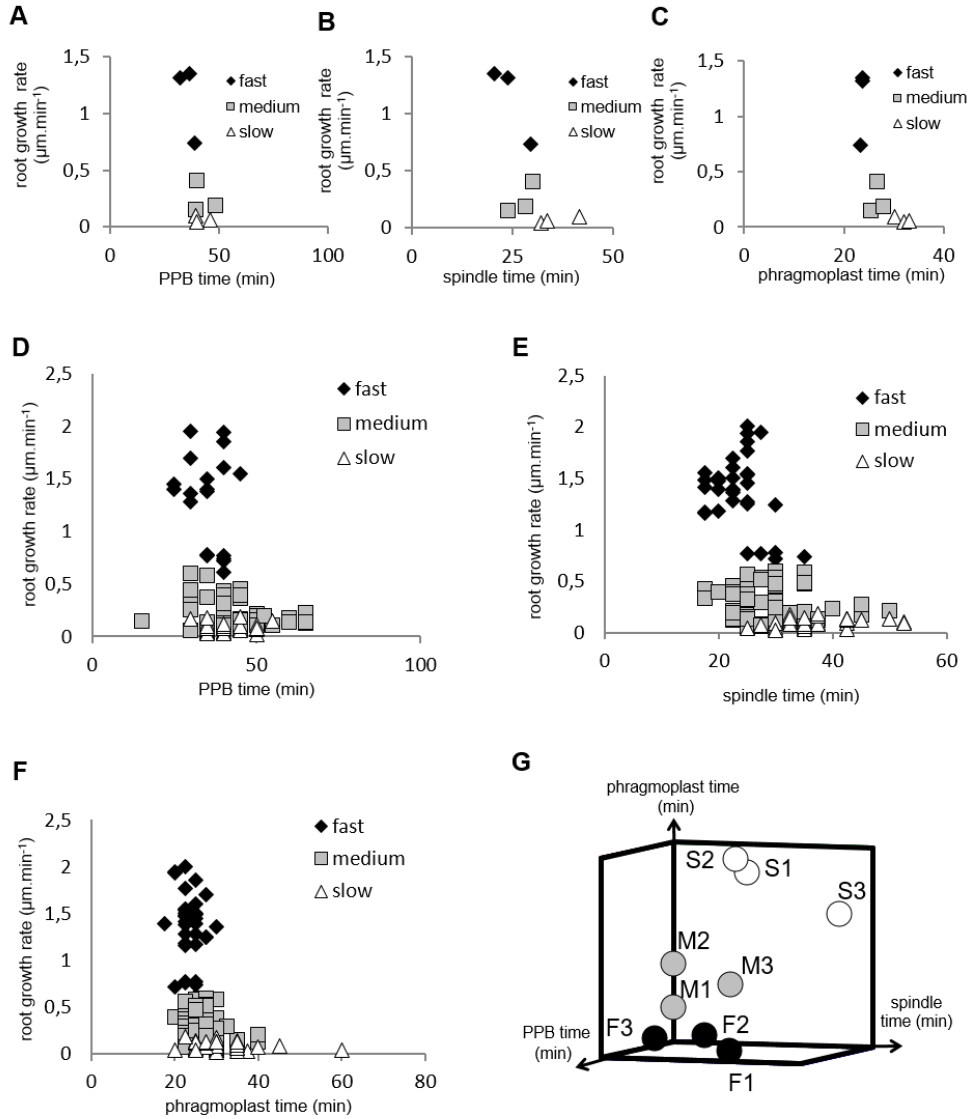 A
root growth rate
(µm.min⁻¹)
1,5
1
0,5
0
0
50
100
PPB time (min)
fast
medium
slow
B
root growth rate
(µm.min⁻¹)
1,5
1
0,5
0
0
25
50
spindle time (min)
fast
medium
slow
C
root growth rate
(µm.min⁻¹)
1,5
1
0,5
0
0
20
40
phragmoplast time (min)
fast
medium
slow
D
root growth rate (µm.min⁻¹)
2,5
2
1,5
1
0,5
0
0
50
100
PPB time (min)
fast
medium
slow
E
root growth rate (µm.min⁻¹)
2,5
2
1,5
1
0,5
0
0
20
40
60
spindle time (min)
fast
medium
slow
F
root growth rate (µm.min⁻¹)
2,5
2
1,5
1
0,5
0
0
20
40
60
80
phragmoplast time (min)
fast
medium
slow
G
phragmoplast time
(min)
S2
S1
S3
M2
M3
M1
F3
F2
F1
PPB time
(min)
spindle
time (min)